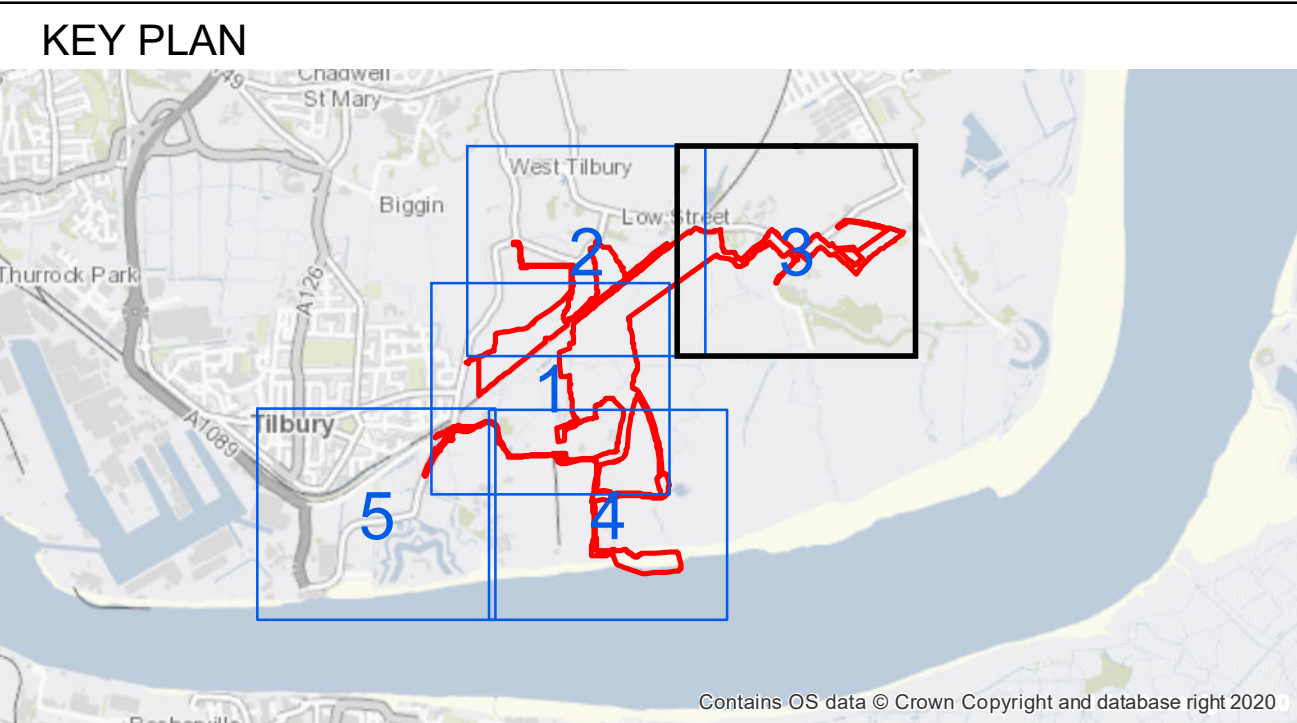 KEY PLAN
Chadwell
St Mary
West Tilbury
Biggin
Low Street
2
3
Thurrock Park
A126
1
A1089
Tilbury
5
4
Contains OS data © Crown Copyright and database right 2020